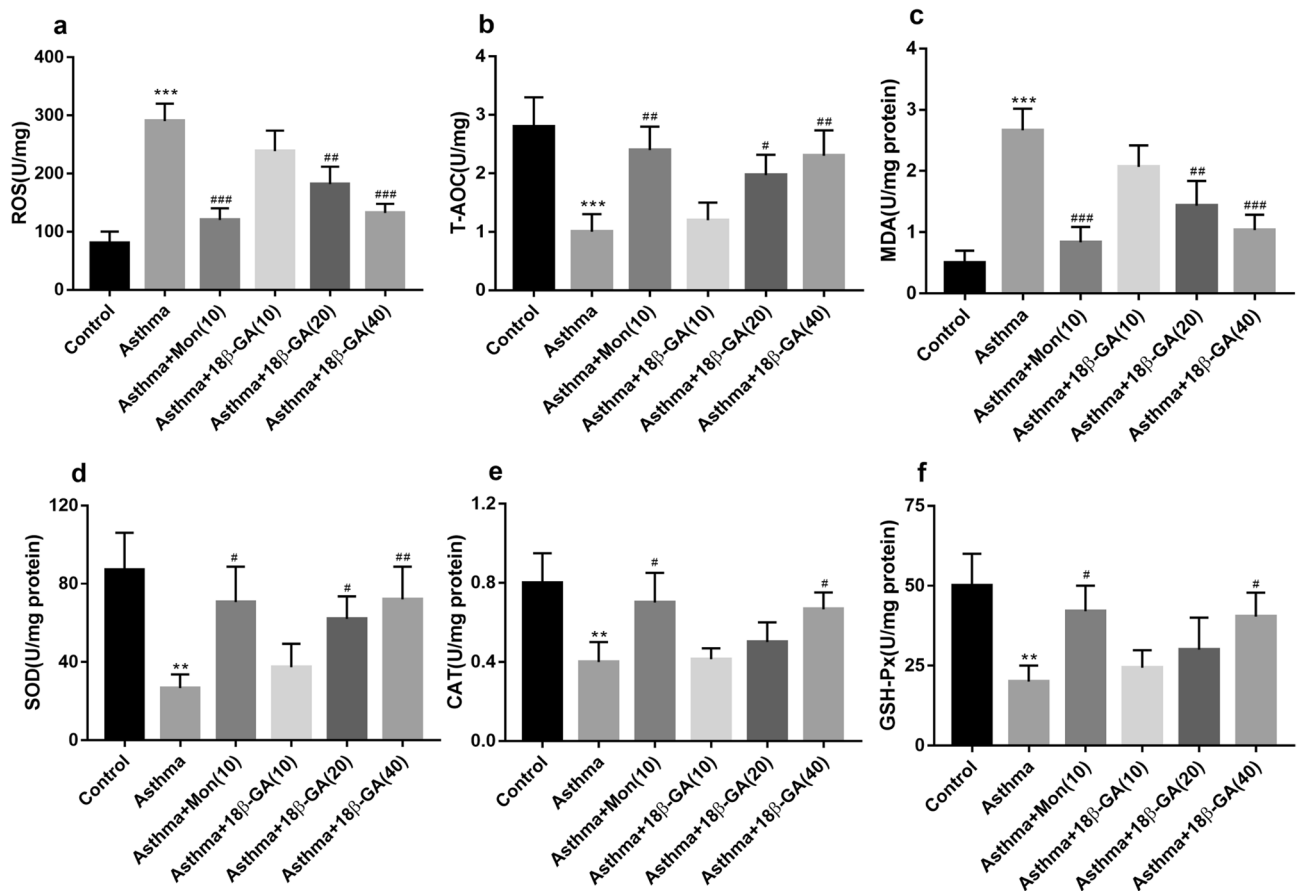 a
ROS(U/mg)
400
300
200
100
0
***
###
##
###
Control
Asthma
Asthma+Mon(10)
Asthma+18β-GA(10)
Asthma+18β-GA(20)
Asthma+18β-GA(40)
b
T-AOC(U/mg)
4
3
2
1
0
***
##
#
##
Control
Asthma
Asthma+Mon(10)
Asthma+18β-GA(10)
Asthma+18β-GA(20)
Asthma+18β-GA(40)
c
MDA(U/mg protein)
4
3
2
1
0
***
###
##
###
Control
Asthma
Asthma+Mon(10)
Asthma+18β-GA(10)
Asthma+18β-GA(20)
Asthma+18β-GA(40)
d
SOD(U/mg protein)
120
80
40
0
**
#
#
##
Control
Asthma
Asthma+Mon(10)
Asthma+18β-GA(10)
Asthma+18β-GA(20)
Asthma+18β-GA(40)
e
CAT(U/mg protein)
1.2
0.8
0.4
0.0
**
#
#
Control
Asthma
Asthma+Mon(10)
Asthma+18β-GA(10)
Asthma+18β-GA(20)
Asthma+18β-GA(40)
f
GSH-Px(U/mg protein)
75
50
25
0
**
#
#
Control
Asthma
Asthma+Mon(10)
Asthma+18β-GA(10)
Asthma+18β-GA(20)
Asthma+18β-GA(40)